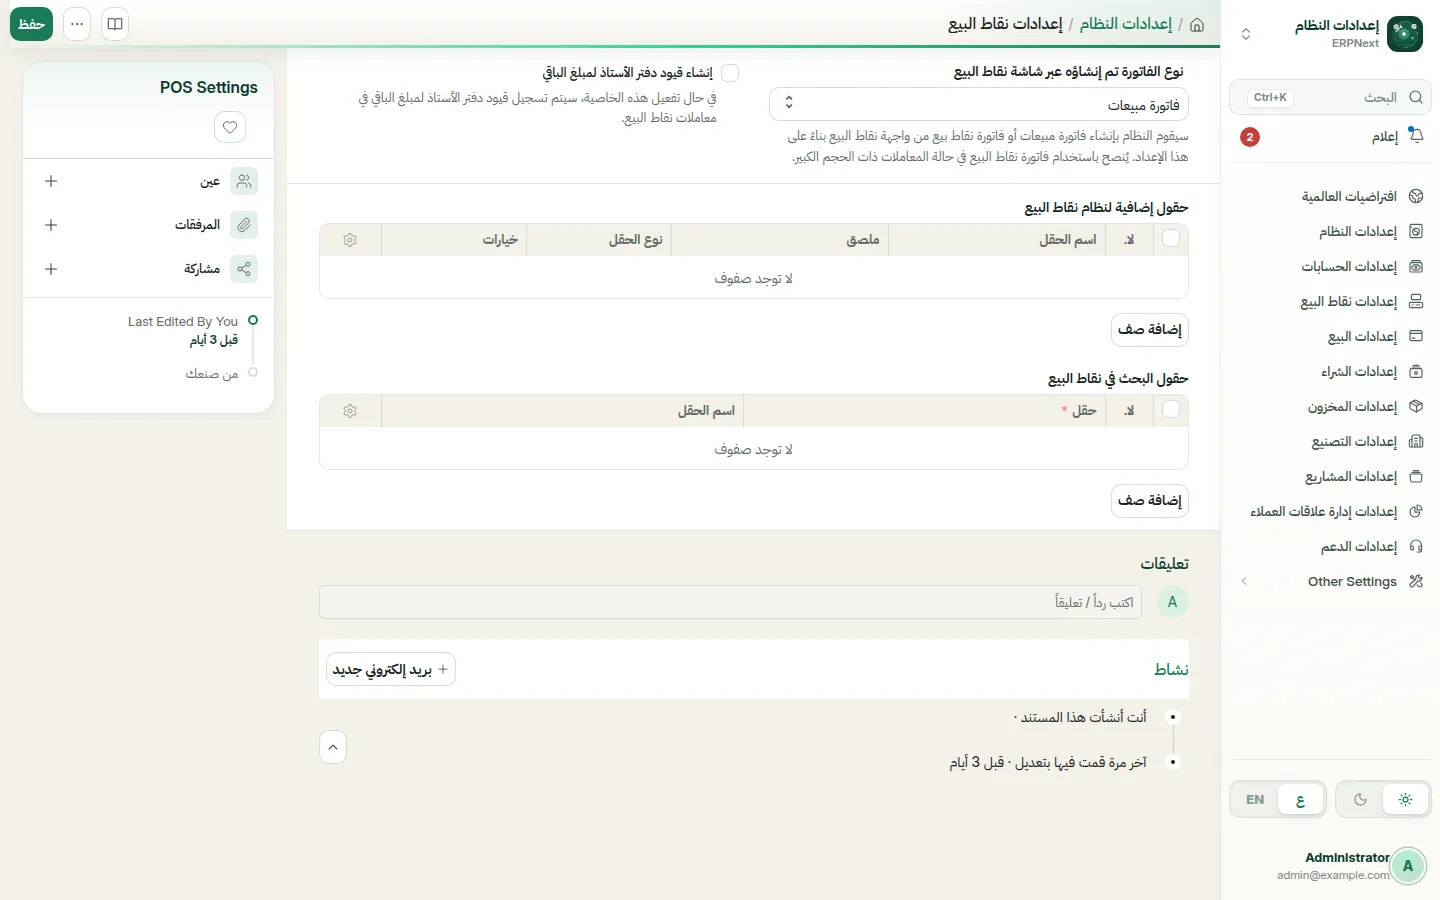 إعدادات النظام
ERPNext
البحث
Ctrl+K
إعلام
2
افتراضيات العالمية
إعدادات النظام
إعدادات الحسابات
إعدادات نقاط البيع
إعدادات البيع
إعدادات الشراء
إعدادات المخزون
إعدادات التصنيع
إعدادات المشاريع
إعدادات إدارة علاقات العملاء
إعدادات الدعم
Other Settings
ع
EN
A
Administrator
admin@example.com
/ إعدادات النظام / إعدادات نقاط البيع
حفظ
نوع الفاتورة تم إنشاؤه عبر شاشة نقاط البيع
فاتورة مبيعات
سيقوم النظام بإنشاء فاتورة مبيعات أو فاتورة نقاط بيع من واجهة نقاط البيع بناءً على
هذا الإعداد. يُنصح باستخدام فاتورة نقاط البيع في حالة المعاملات ذات الحجم الكبير.
إنشاء قيود دفتر الأستاذ لمبلغ الباقي
في حال تفعيل هذه الخاصية، سيتم تسجيل قيود دفتر الأستاذ لمبلغ الباقي في
معاملات نقاط البيع.
حقول إضافية لنظام نقاط البيع
لا. اسم الحقل ملصق نوع الحقل خيارات
لا توجد صفوف
إضافة صف
حقول البحث في نقاط البيع
لا. حقل * اسم الحقل
لا توجد صفوف
إضافة صف
تعليقات
A
اكتب رداً / تعليقاً
نشاط
+ بريد إلكتروني جديد
أنت أنشأت هذا المستند ·
آخر مرة قمت فيها بتعديل · قبل 3 أيام
POS Settings
عين
المرفقات
مشاركة
Last Edited By You
قبل 3 أيام
من صنعك